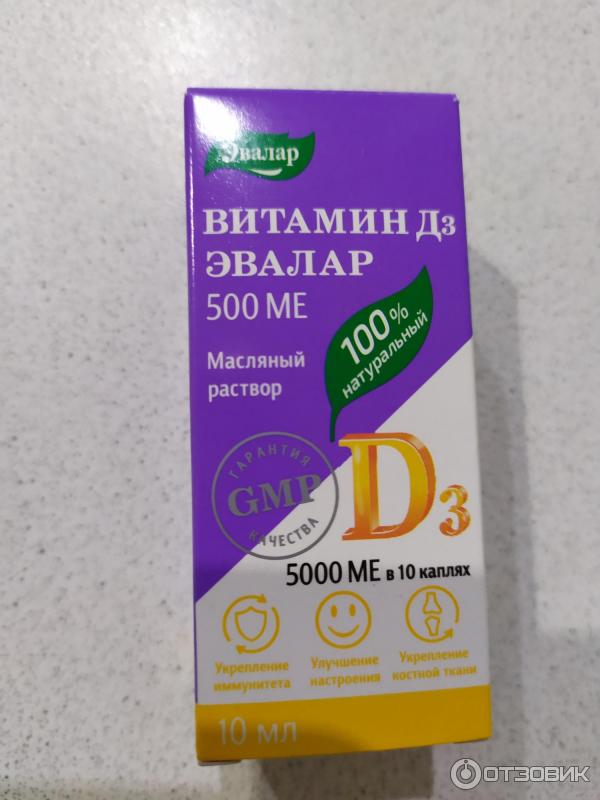 Эвалар
ВИТАМИН Д3
ЭВАЛАР
500 МЕ
Масляный
раствор
100%
натуральный
ГАРАНТИЯ
GMP
КАЧЕСТВА
D3
5000 МЕ в 10 каплях
Укрепление
иммунитета
Улучшение
настроения
Укрепление
костной ткани
10 мл
ОТЗОВИК